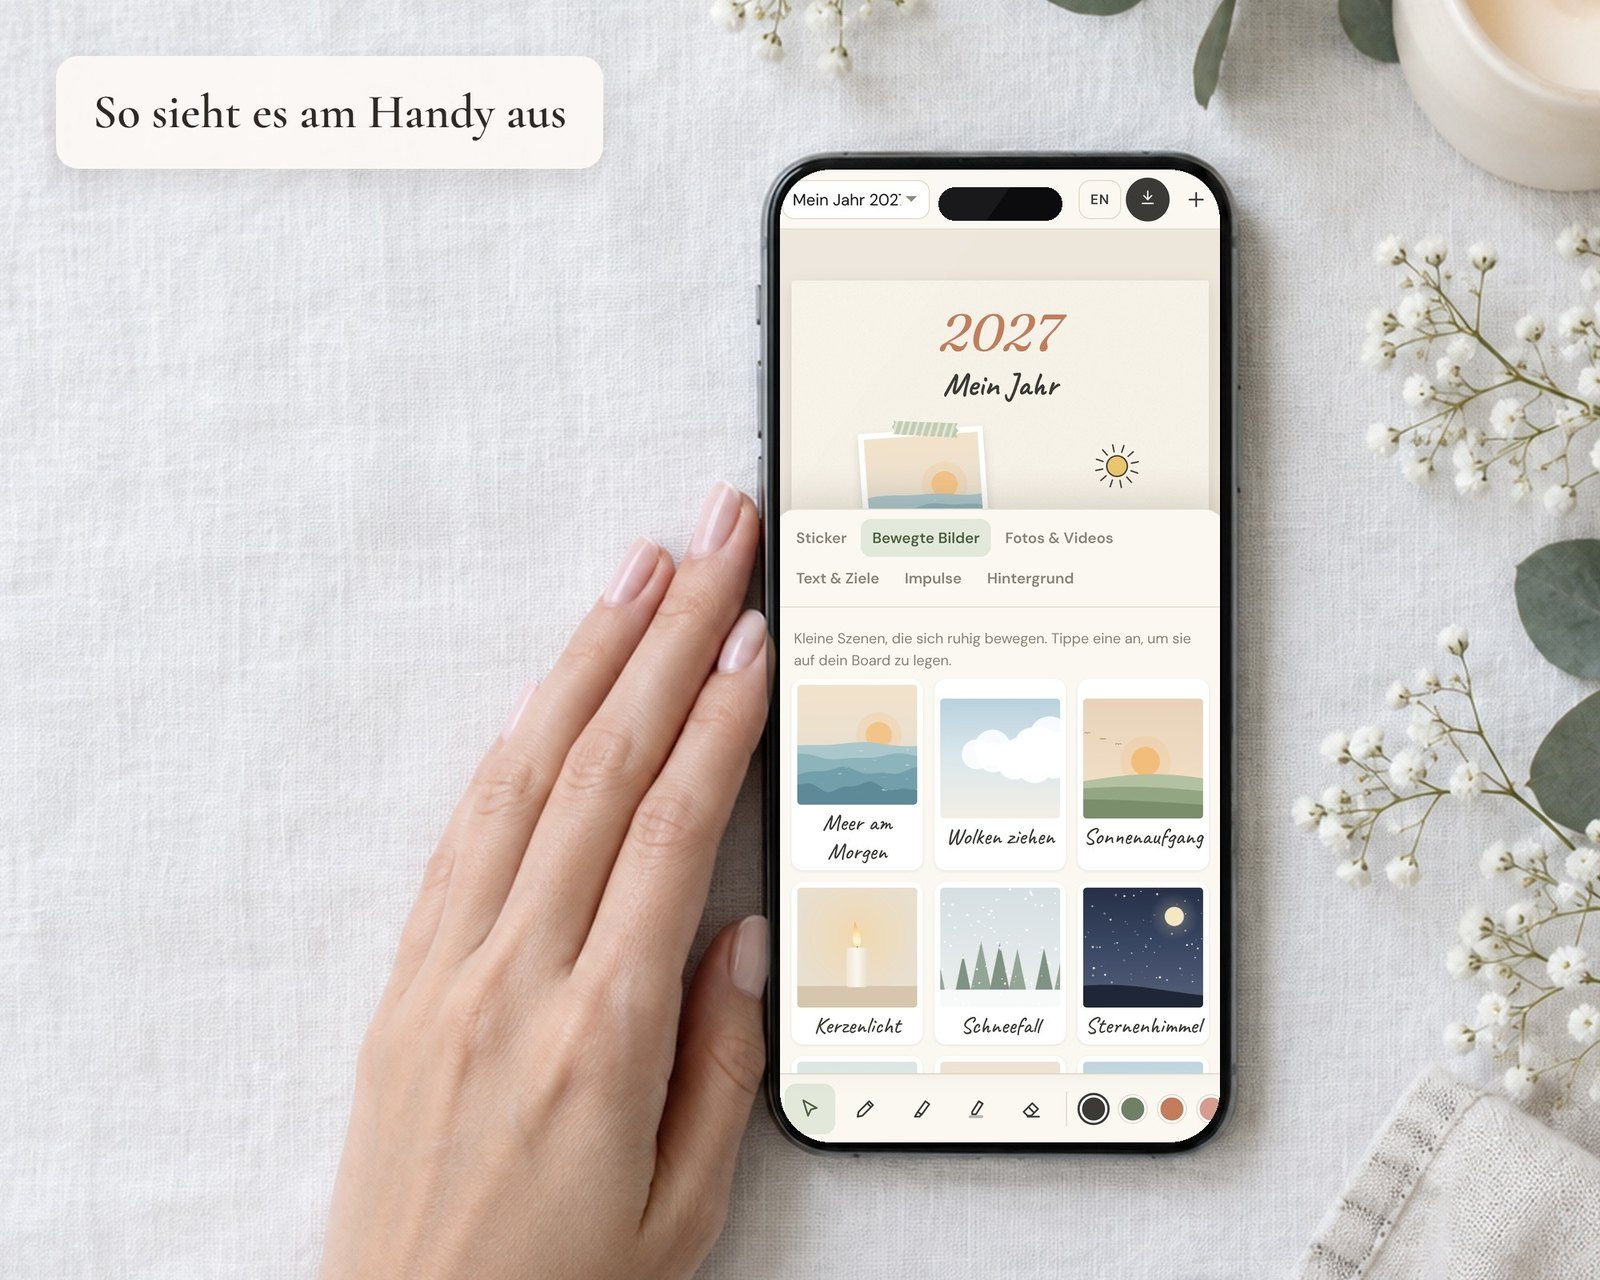 So sieht es am Handy aus
Mein Jahr 2027
EN
2027
Mein Jahr
Sticker Bewegte Bilder Fotos & Videos
Text & Ziele Impulse Hintergrund
Kleine Szenen, die sich ruhig bewegen. Tippe eine an, um sie
auf dein Board zu legen.
Meer am
Morgen
Wolken ziehen
Sonnenaufgang
Kerzenlicht
Schneefall
Sternenhimmel